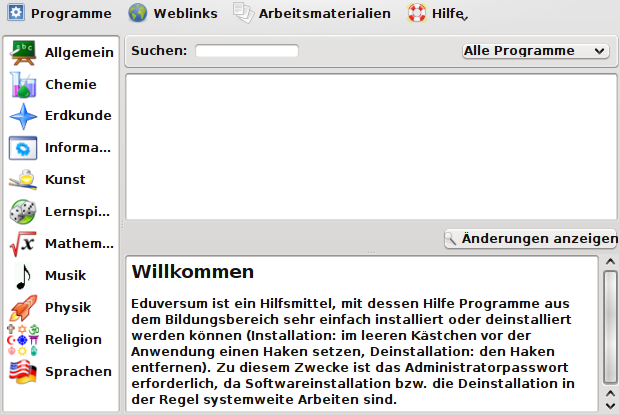 Programme Weblinks Arbeitsmaterialien Hilfe
Allgemein
Chemie
Erdkunde
Informa...
Kunst
Lernspi...
Mathem...
Musik
Physik
Religion
Sprachen
Suchen: Alle Programme
Änderungen anzeigen
Willkommen
Eduversum ist ein Hilfsmittel, mit dessen Hilfe Programme aus
dem Bildungsbereich sehr einfach installiert oder deinstalliert
werden können (Installation: im leeren Kästchen vor der
Anwendung einen Haken setzen, Deinstallation: den Haken
entfernen). Zu diesem Zwecke ist das Administratorpasswort
erforderlich, da Softwareinstallation bzw. die Deinstallation in
der Regel systemweite Arbeiten sind.